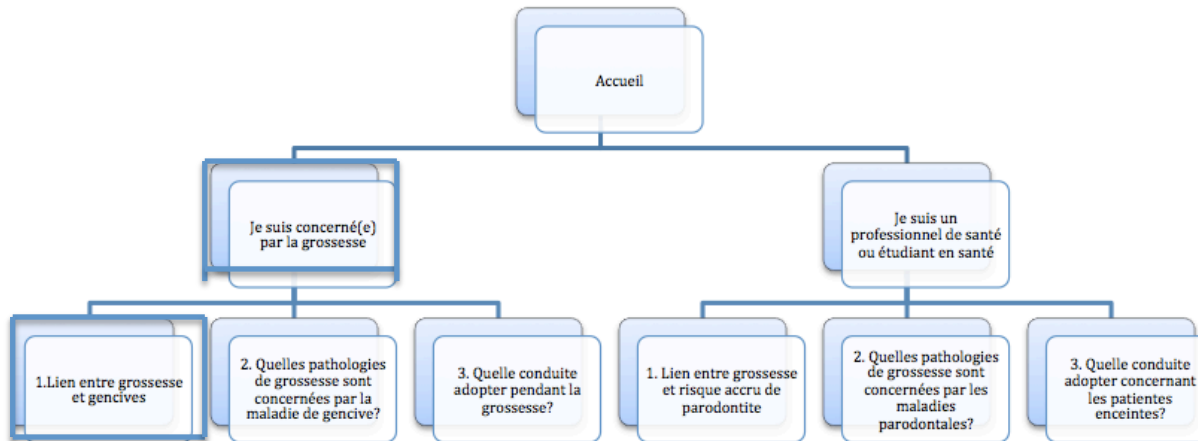 Accueil
Je suis concerné(e)
par la grossesse
Je suis un
professionnel de santé
ou étudiant en santé
1.Lien entre grossesse
et gencives
2. Quelles pathologies
de grossesse sont
concernées par la
maladie de gencive?
3. Quelle conduite
adopter pendant la
grossesse?
1. Lien entre grossesse
et risque accru de
parodontite
2. Quelles pathologies
de grossesse sont
concernées par les
maladies
parodontales?
3. Quelle conduite
adopter concernant
les patientes
enceintes?